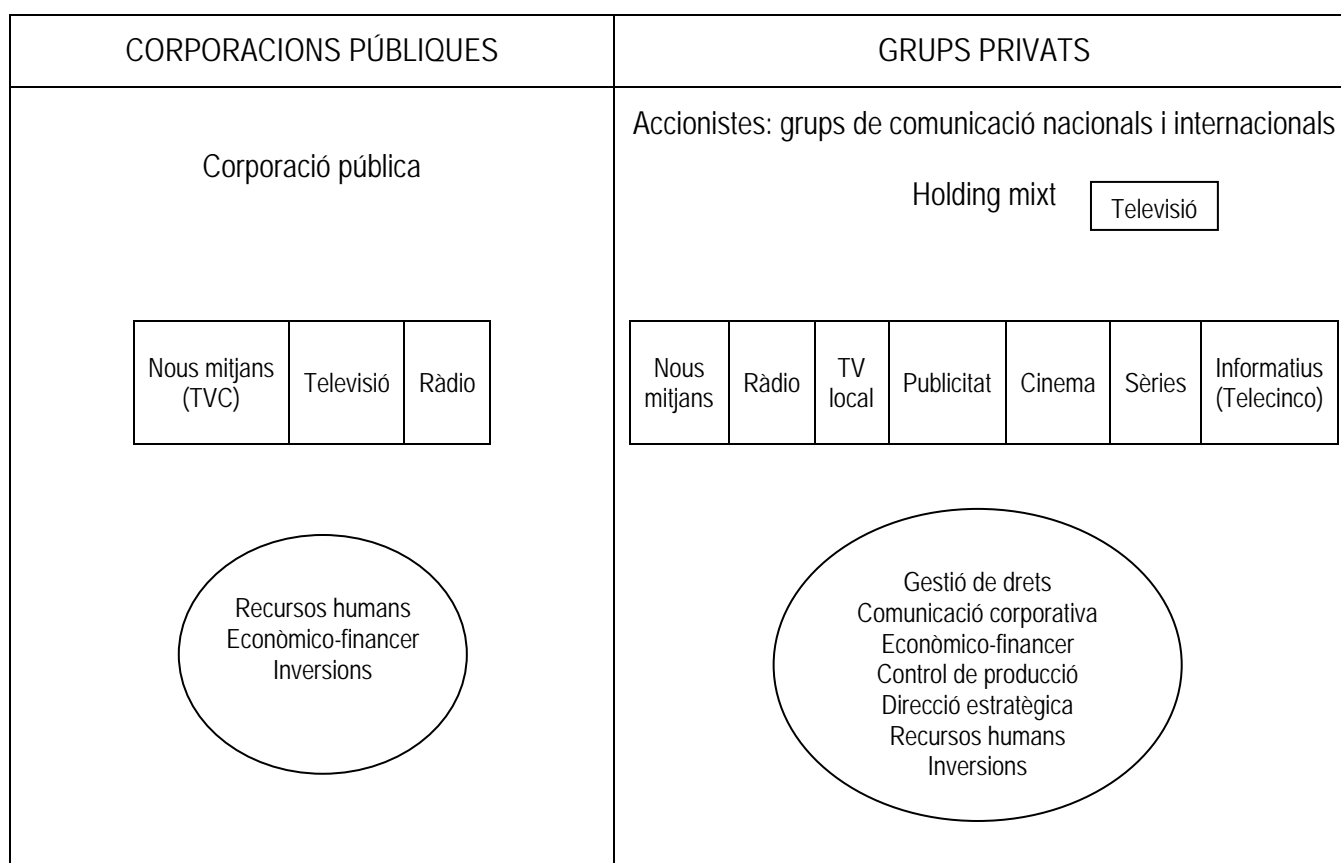 CORPORACIONS PÚBLIQUES
GRUPS PRIVATS
Corporació pública
Accionistes: grups de comunicació nacionals i internacionals
Holding mixt
Televisió
Nous mitjans
(TVC)
Televisió
Ràdio
Nous
mitjans
Ràdio
TV
local
Publicitat
Cinema
Sèries
Informatius
(Telecinco)
Recursos humans
Econòmico-financer
Inversions
Gestió de drets
Comunicació corporativa
Econòmico-financer
Control de producció
Direcció estratègica
Recursos humans
Inversions